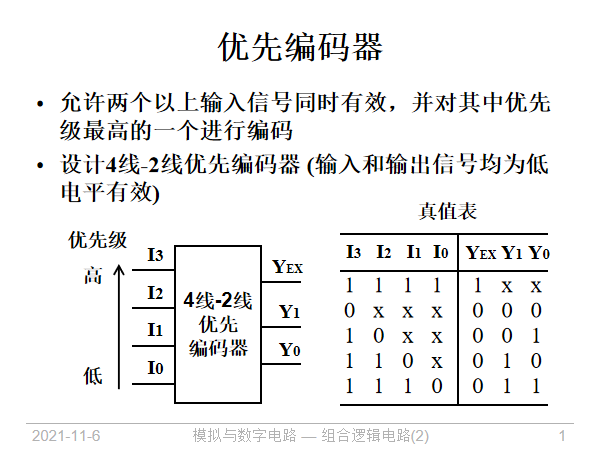 优先编码器
• 允许两个以上输入信号同时有效，并对其中优先
级最高的一个进行编码
• 设计4线-2线优先编码器 (输入和输出信号均为低
电平有效)
优先级
高
低
I3
I2
I1
I0
4线-2线
优先
编码器
YEX
Y1
Y0
真值表
I3 I2 I1 I0 YEX Y1 Y0
1 1 1 1 1 x x
0 x x x 0 0 0
1 0 x x 0 0 1
1 1 0 x 0 1 0
1 1 1 0 0 1 1
2021-11-6 模拟与数字电路 — 组合逻辑电路(2) 1